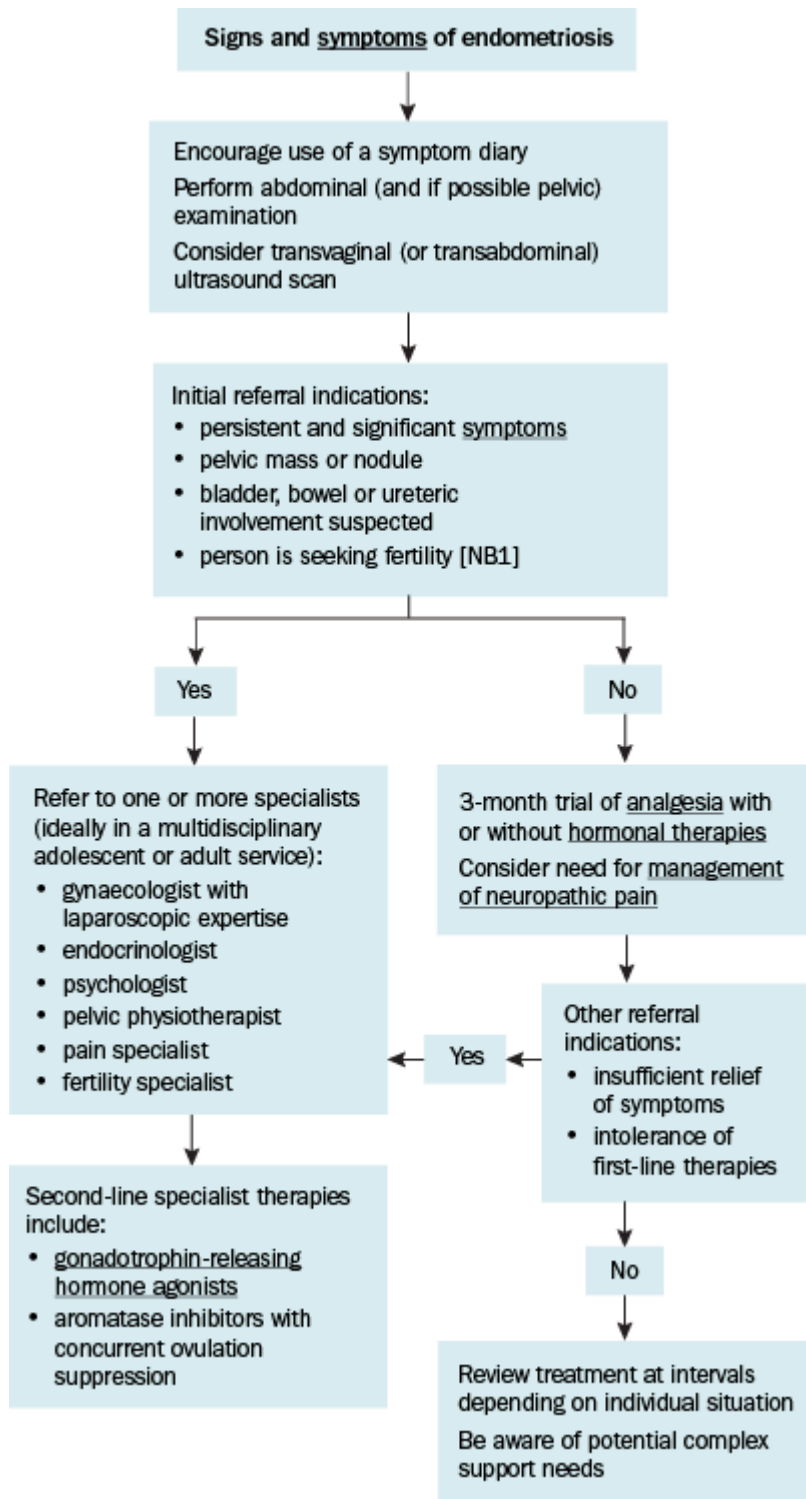 Signs and symptoms of endometriosis
Encourage use of a symptom diary
Perform abdominal (and if possible pelvic)
examination
Consider transvaginal (or transabdominal)
ultrasound scan
Initial referral indications:
• persistent and significant symptoms
• pelvic mass or nodule
• bladder, bowel or ureteric
involvement suspected
• person is seeking fertility [NB1]
Yes
Refer to one or more specialists
(ideally in a multidisciplinary
adolescent or adult service):
• gynaecologist with
laparoscopic expertise
• endocrinologist
• psychologist
• pelvic physiotherapist
• pain specialist
• fertility specialist
Second-line specialist therapies
include:
• gonadotrophin-releasing
hormone agonists
• aromatase inhibitors with
concurrent ovulation
suppression
No
3-month trial of analgesia with
or without hormonal therapies
Consider need for management
of neuropathic pain
Other referral
indications:
• insufficient relief
of symptoms
• intolerance of
first-line therapies
Yes
No
Review treatment at intervals
depending on individual situation
Be aware of potential complex
support needs